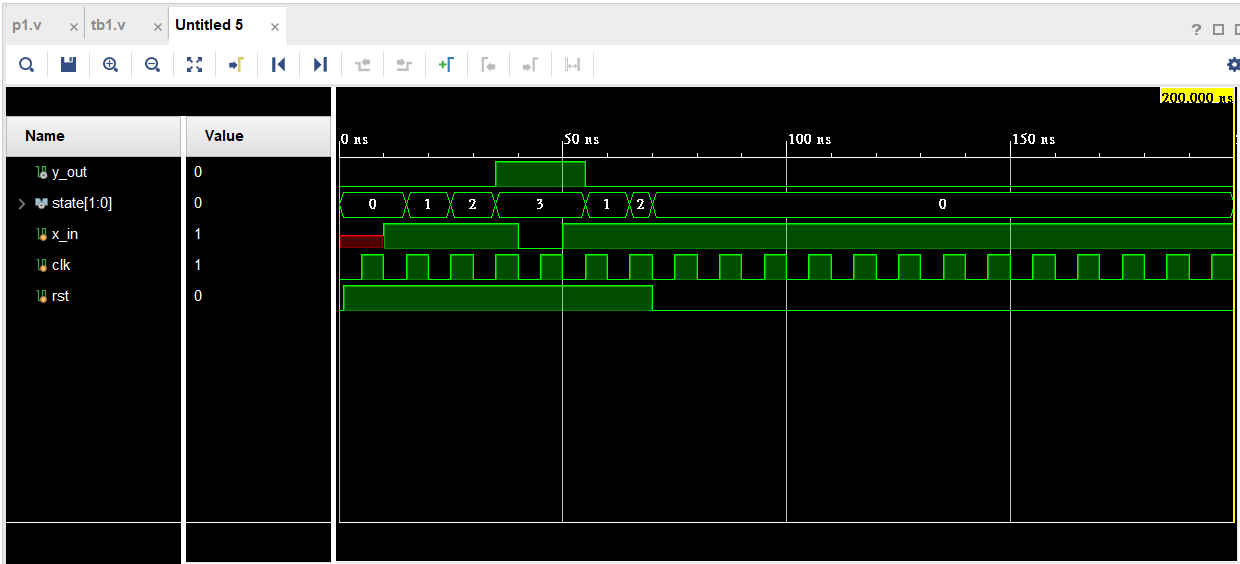 p1.v × tb1.v × Untitled 5 ×
?
200.000 ns
Name Value
0 ns 50 ns 100 ns 150 ns
y_out 0
state[1:0] 0 0 1 2 3 1 2 0
x_in 1
clk 1
rst 0